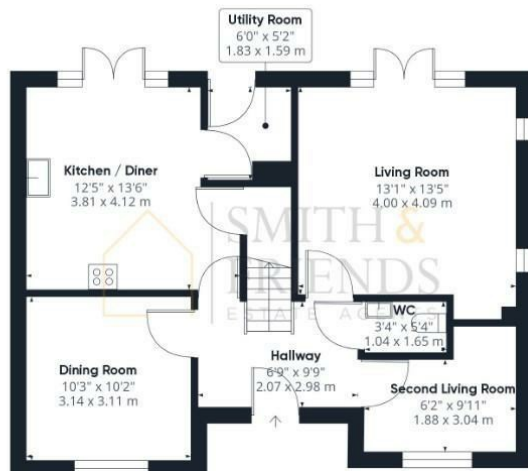 Utility Room
6'0" x 5'2"
1.83 x 1.59 m
Kitchen / Diner
12'5" x 13'6"
3.81 x 4.12 m
Living Room
13'1" x 13'5"
4.00 x 4.09 m
SMITH &
FRIENDS
ESTATE AGENTS
WC
3'4" x 5'4"
1.04 x 1.65 m
Hallway
6'9" x 9'9"
2.07 x 2.98 m
Dining Room
10'3" x 10'2"
3.14 x 3.11 m
Second Living Room
6'2" x 9'11"
1.88 x 3.04 m